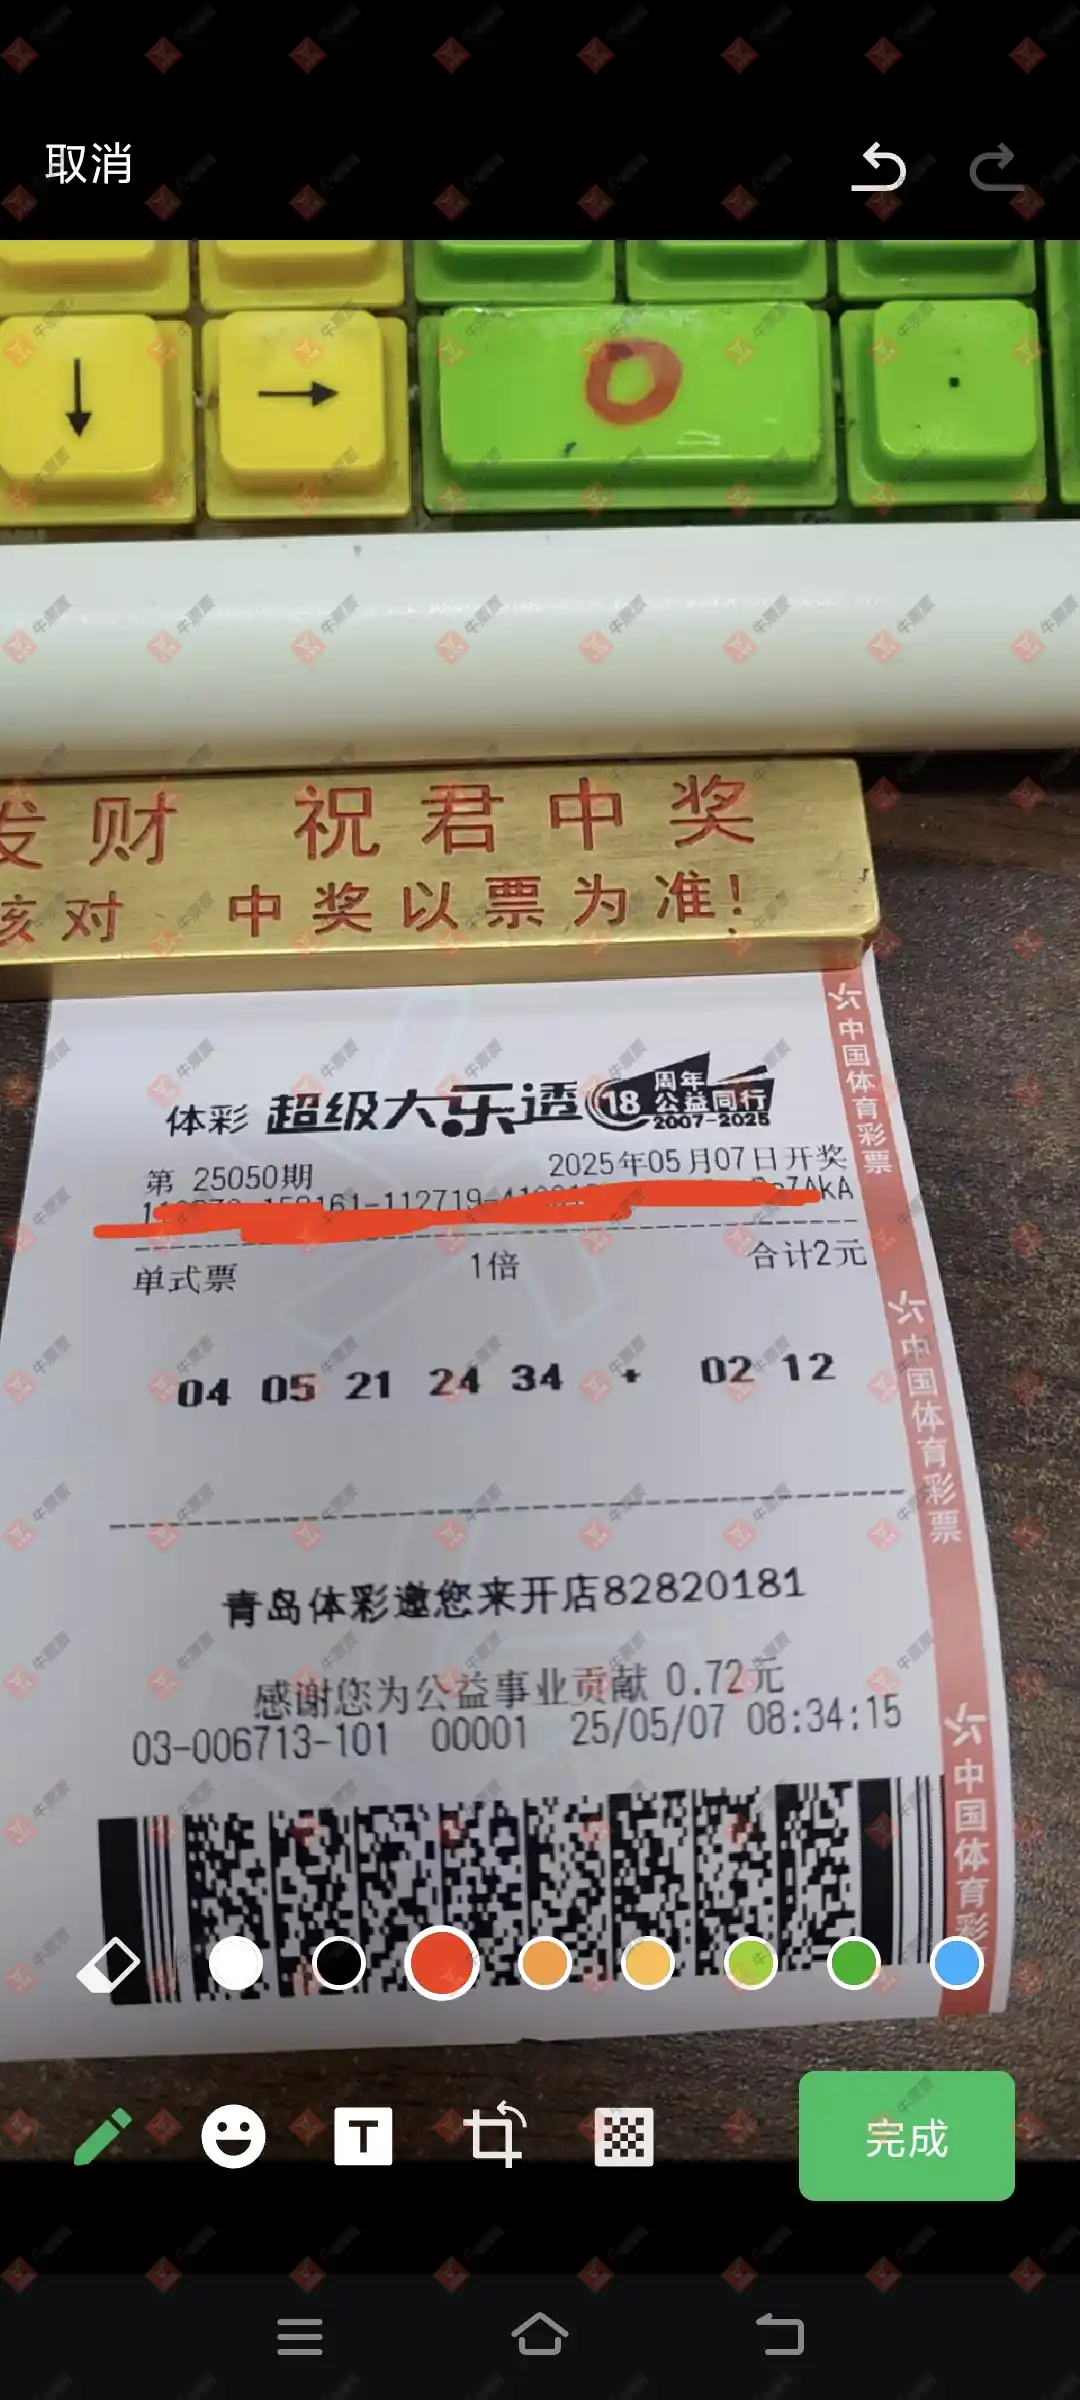 取消
发财 祝君中奖
核对 中奖以票为准!
中国体育彩票
体彩 超级大乐透 18 周年 公益同行 2007-2025
第 25050期 2025年05月07日开奖
161-112719-
单式票 1倍 合计2元
04 05 21 24 34 + 02 12
中国体育彩票
青岛体彩邀您来开店82820181
感谢您为公益事业贡献 0.72元
03-006713-101 00001 25/05/07 08:34:15
中国体育彩
T
完成
牛票票